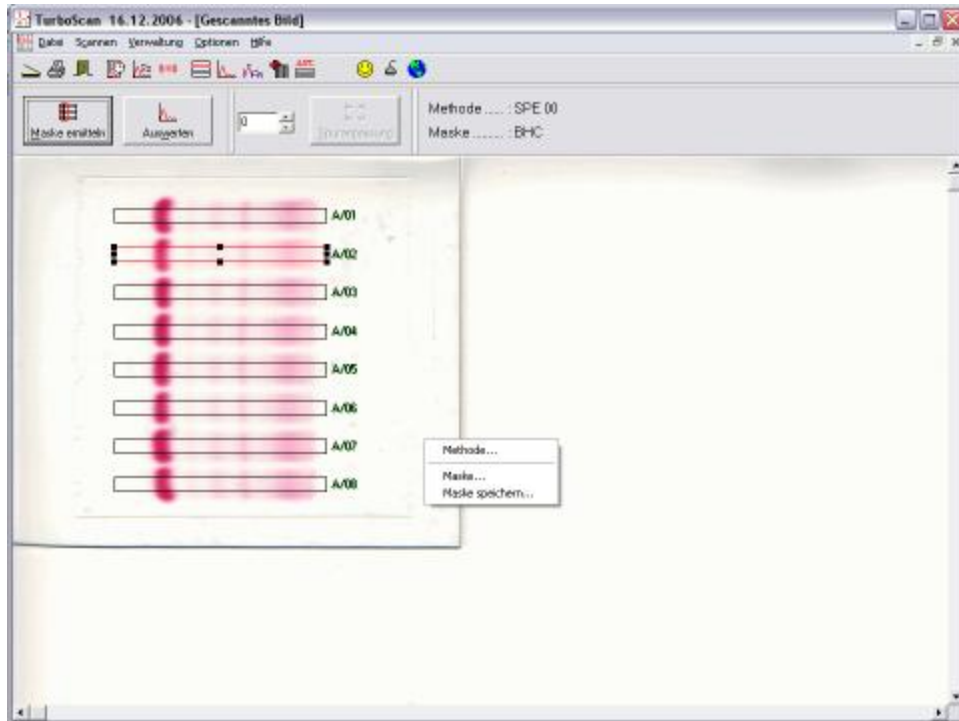 TurboScan 16.12.2006 - [Gescanntes Bild]
Datei Scannen Verwaltung Optionen Hilfe
Maske ermitteln
Auswerten
0
Methode ..... : SPE 00
Maske ....... : BHC
A/01
A/02
A/03
A/04
A/05
A/06
A/07
A/08
Methode...
Maske...
Maske speichern...